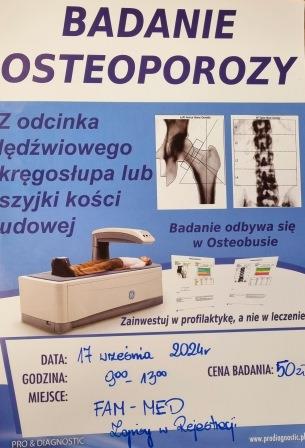 BADANIE
OSTEOPOROZY
Z odcinka
lędźwiowego
kręgosłupa lub
szyjki kości
udowej
Badanie odbywa się
w Osteobusie
Zainwestuj w profilaktykę, a nie w leczenie
DATA: 17 września 2024r
GODZINA: 9⁰⁰ - 13⁰⁰
CENA BADANIA: 50zł
MIEJSCE: FAM-MED
Zapisy w Rejestracji
PRO & DIAGNOSTIC
www.prodiagnostic.p